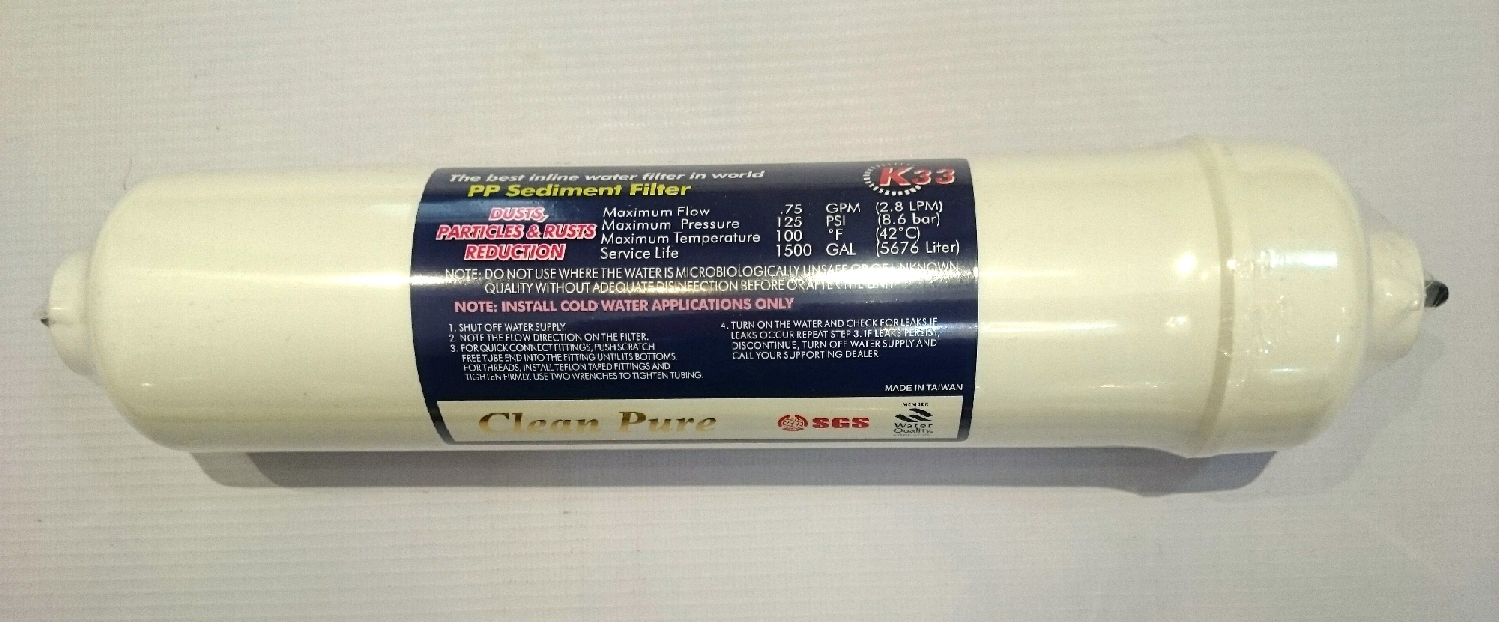 The best inline water filter in world
PP Sediment Filter
K33
DUSTS,
PARTICLES & RUSTS
REDUCTION
Maximum Flow .75 GPM (2.8 LPM)
Maximum Pressure 125 PSI (8.6 bar)
Maximum Temperature 100 °F (42°C)
Service Life 1500 GAL (5676 Liter)
NOTE: DO NOT USE WHERE THE WATER IS MICROBIOLOGICALLY UNSAFE OR OF UNKNOWN
QUALITY WITHOUT ADEQUATE DISINFECTION BEFORE OR AFTER THE UNIT
NOTE: INSTALL COLD WATER APPLICATIONS ONLY
1. SHUT OFF WATER SUPPLY
2. NOTE THE FLOW DIRECTION ON THE FILTER.
3. FOR QUICK CONNECT FITTINGS, PUSH SCRATCH
FREE TUBE END INTO THE FITTING UNTIL ITS BOTTOMS.
FOR THREADS, INSTALL TEFLON TAPED FITTINGS AND
TIGHTEN FIRMLY. USE TWO WRENCHES TO TIGHTEN TUBING.
4. TURN ON THE WATER AND CHECK FOR LEAKS IF
LEAKS OCCUR REPEAT STEP 3. IF LEAKS PERSIST,
DISCONTINUE, TURN OFF WATER SUPPLY AND
CALL YOUR SUPPORTING DEALER
MADE IN TAIWAN
Clean Pure
SGS
MEMBER
Water
Quality